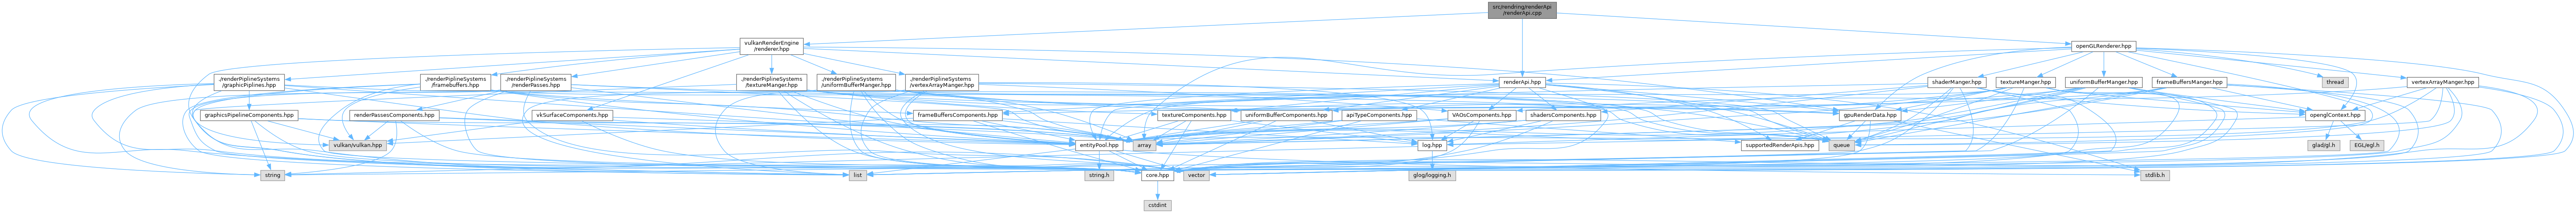 src/rendring/renderApi
/renderApi.cpp
vulkanRenderEngine
/renderer.hpp
openGLRenderer.hpp
./renderPiplineSystems
/graphicPiplines.hpp
./renderPiplineSystems
/framebuffers.hpp
./renderPiplineSystems
/renderPasses.hpp
./renderPiplineSystems
/textureManger.hpp
./renderPiplineSystems
/uniformBufferManger.hpp
./renderPiplineSystems
/vertexArrayManger.hpp
renderApi.hpp
shaderManger.hpp
textureManger.hpp
uniformBufferManger.hpp
frameBuffersManger.hpp
thread
vertexArrayManger.hpp
graphicsPipelineComponents.hpp
renderPassesComponents.hpp
vkSurfaceComponents.hpp
frameBuffersComponents.hpp
textureComponents.hpp
uniformBufferComponents.hpp
apiTypeComponents.hpp
VAOsComponents.hpp
shadersComponents.hpp
gpuRenderData.hpp
openglContext.hpp
vulkan/vulkan.hpp
entityPool.hpp
array
log.hpp
supportedRenderApis.hpp
queue
glad/gl.h
EGL/egl.h
string
list
string.h
core.hpp
vector
glog/logging.h
stdlib.h
cstdint